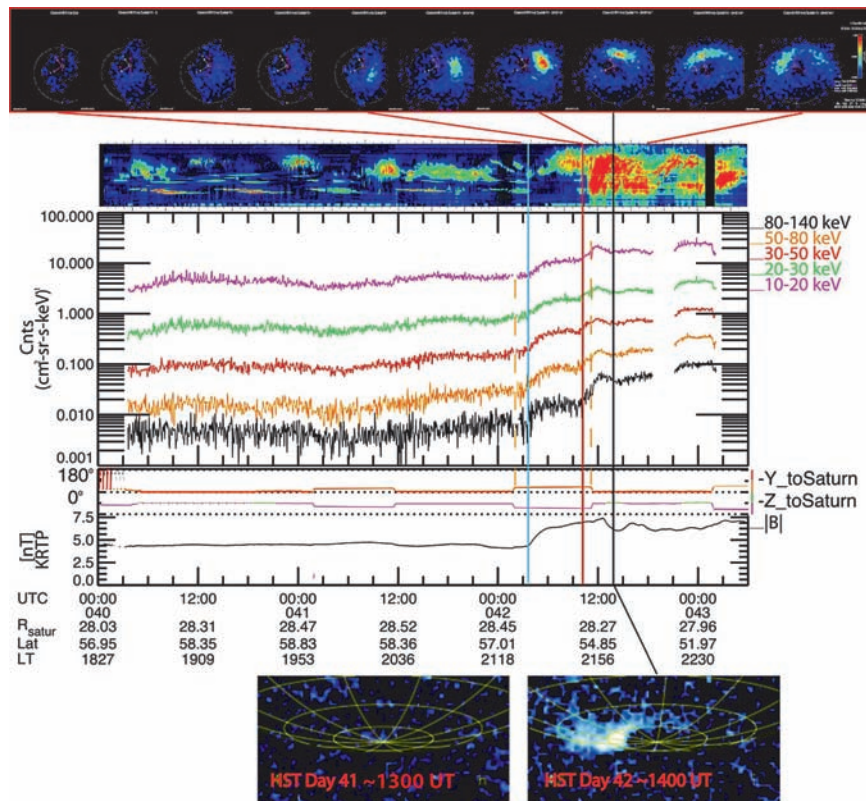 100.000
10.000
1.000
0.100
0.010
0.001
Cnts
(cm²-sr-s-keV)¹
80-140 keV
50-80 keV
30-50 keV
20-30 keV
10-20 keV
180°
0°
-Y_toSaturn
-Z_toSaturn
7.5
5.0
2.5
0.0
[nT]
KRTP
|B|
UTC 00:00 12:00 00:00 12:00 00:00 12:00 00:00
040 041 042 043
R_satur 28.03 28.31 28.47 28.52 28.45 28.27 27.96
Lat 56.95 58.35 58.83 58.36 57.01 54.85 51.97
LT 1827 1909 1953 2036 2118 2156 2230
HST Day 41 ~1300 UT
HST Day 42 ~1400 UT